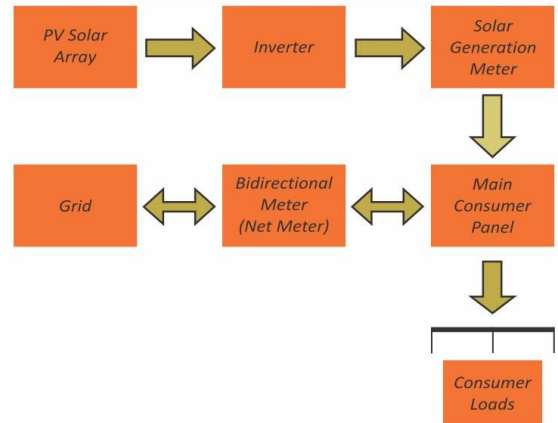 PV Solar
Array
Inverter
Solar
Generation
Meter
Grid
Bidirectional
Meter
(Net Meter)
Main
Consumer
Panel
Consumer
Loads